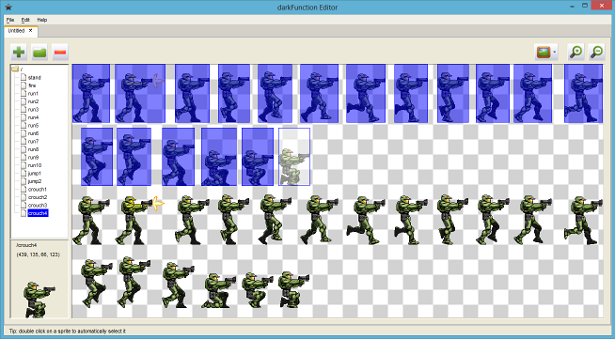 darkFunction Editor
File Edit Help
Untitled ×
/
stand
fire
run1
run2
run3
run4
run5
run6
run7
run8
run9
run10
jump1
jump2
crouch1
crouch2
crouch3
crouch4
/crouch4
(439, 135, 68, 123)
Tip: double click on a sprite to automatically select it